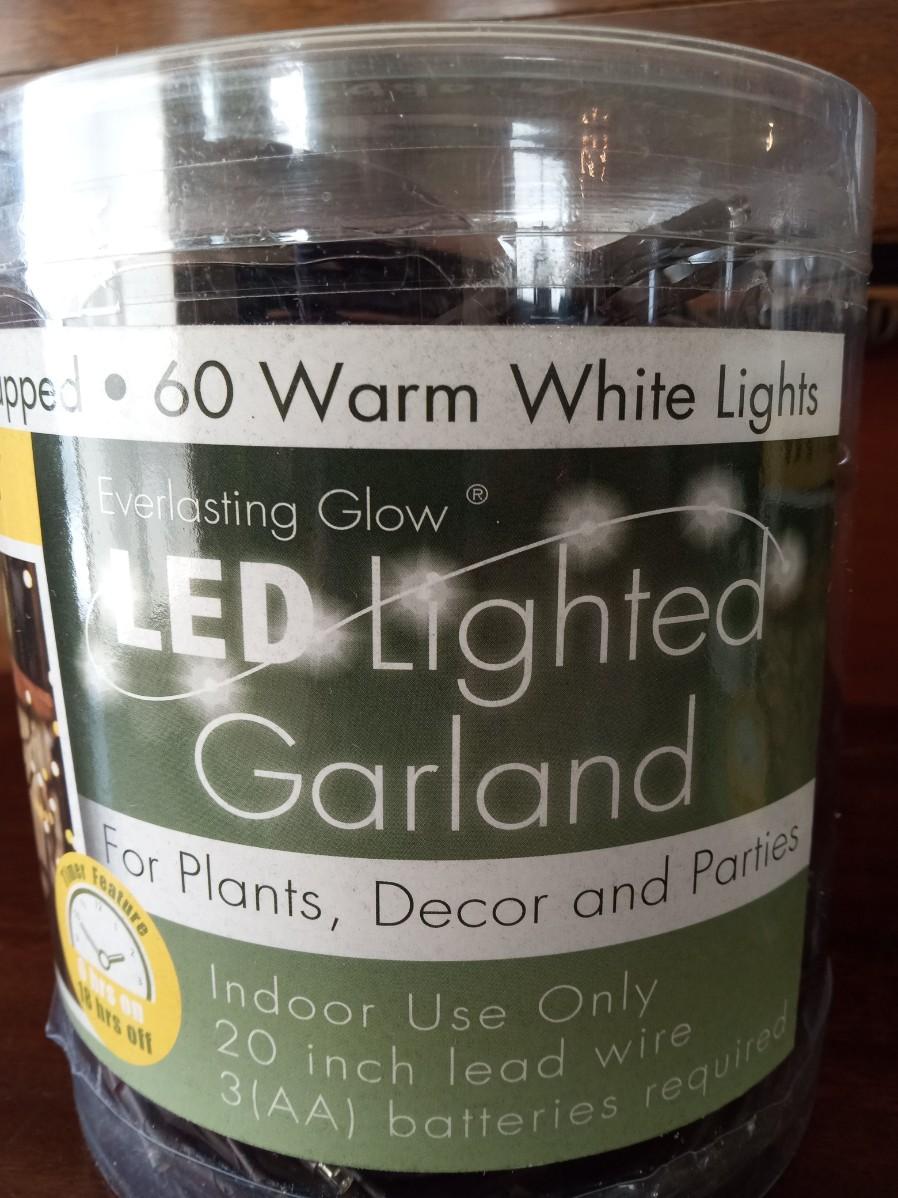 60 Warm White Lights
Everlasting Glow ®
LED Lighted
Garland
For Plants, Decor and Parties
Timer Feature
6 hrs on
18 hrs off
Indoor Use Only
20 inch lead wire
3(AA) batteries required